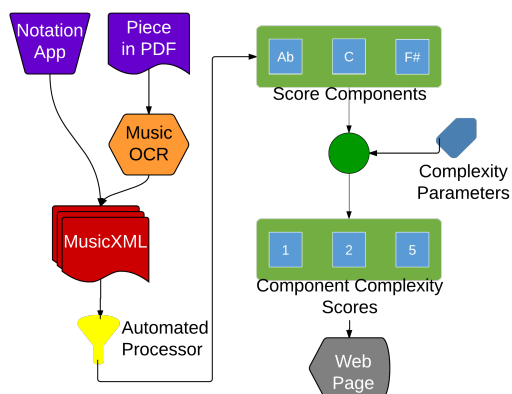 Notation
App
Piece
in PDF
Music
OCR
MusicXML
Automated
Processor
Ab
C
F#
Score Components
Complexity
Parameters
1
2
5
Component Complexity
Scores
Web
Page